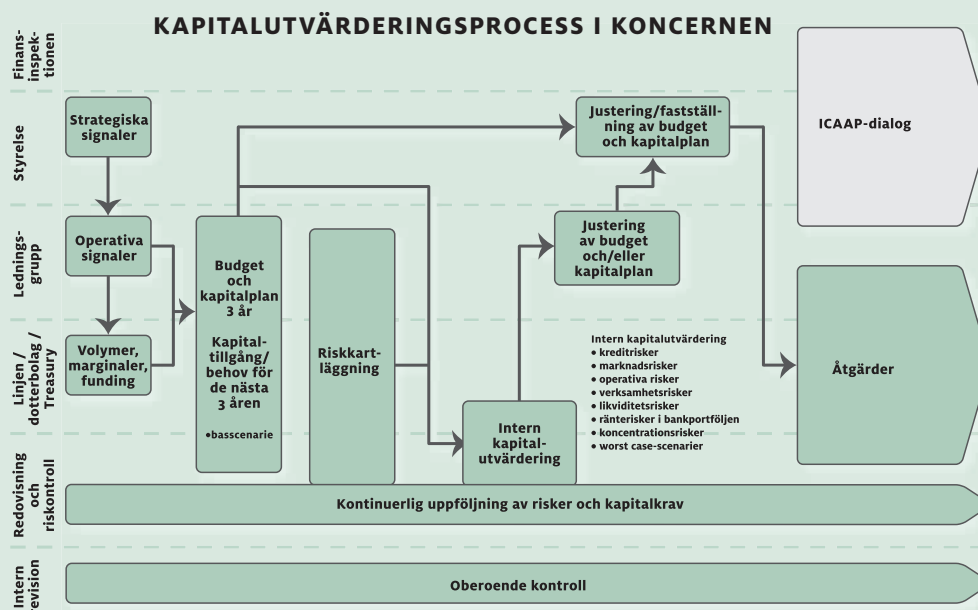 KAPITALUTVÄRDERINGSPROCESS I KONCERNEN
Finans-
inspek-
tionen
Styrelse
Lednings-
grupp
Linjen /
dotterbolag /
Treasury
Redovisning
och
riskontroll
Intern
revision
Strategiska
signaler
Operativa
signaler
Volymer,
marginaler,
funding
Budget
och
kapitalplan
3 år
Kapital-
tillgång/
behov för
de nästa
3 åren
•basscenarie
Riskkart-
läggning
Intern
kapital-
utvärdering
Justering
av budget
och/eller
kapitalplan
Justering/fastställ-
ning av budget
och kapitalplan
Intern kapitalutvärdering
• kreditrisker
• marknadsrisker
• operativa risker
• verksamhetsrisker
• likviditetsrisker
• ränterisker i bankportföljen
• koncentrationsrisker
• worst case-scenarier
ICAAP-dialog
Åtgärder
Kontinuerlig uppföljning av risker och kapitalkrav
Oberoende kontroll